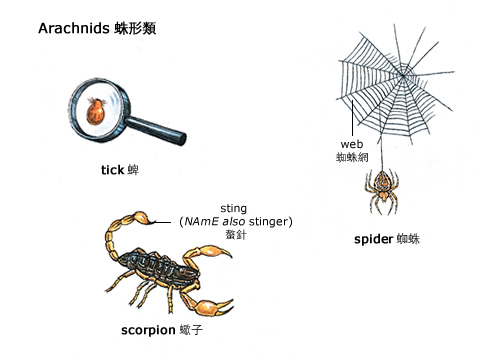 Arachnids 蛛形類
web
蜘蛛網
tick 蜱
sting
(NAmE also stinger)
螫針
spider 蜘蛛
scorpion 蠍子